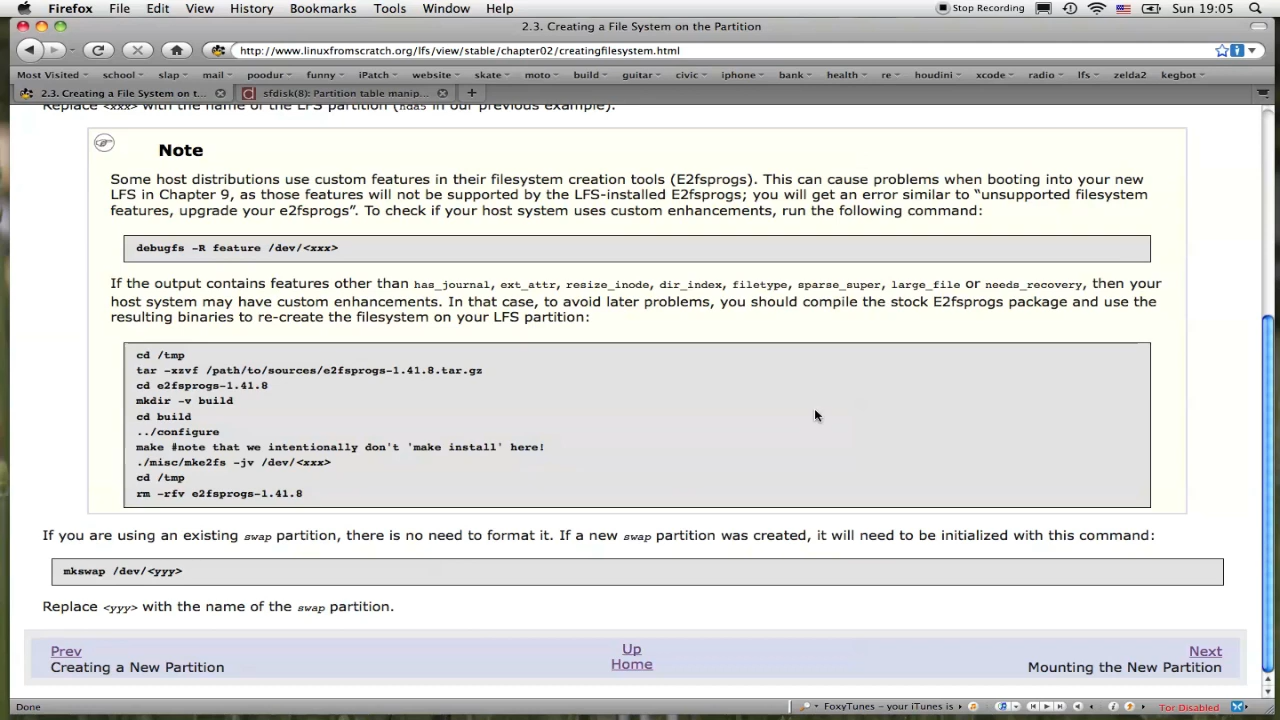 Firefox File Edit View History Bookmarks Tools Window Help Stop Recording Sun 19:05
2.3. Creating a File System on the Partition
http://www.linuxfromscratch.org/lfs/view/stable/chapter02/creatingfilesystem.html
Most Visited school slap mail poodur funny iPatch website skate moto build guitar civic iphone bank health re houdini xcode radio lfs zelda2 kegbot
2.3. Creating a File System on t... sfdisk(8): Partition table manip...
Replace <xxx> with the name of the LFS partition (hda5 in our previous example).
Note
Some host distributions use custom features in their filesystem creation tools (E2fsprogs). This can cause problems when booting into your new
LFS in Chapter 9, as those features will not be supported by the LFS-installed E2fsprogs; you will get an error similar to “unsupported filesystem
features, upgrade your e2fsprogs”. To check if your host system uses custom enhancements, run the following command:
debugfs -R feature /dev/<xxx>
If the output contains features other than has_journal, ext_attr, resize_inode, dir_index, filetype, sparse_super, large_file or needs_recovery, then your
host system may have custom enhancements. In that case, to avoid later problems, you should compile the stock E2fsprogs package and use the
resulting binaries to re-create the filesystem on your LFS partition:
cd /tmp
tar -xzvf /path/to/sources/e2fsprogs-1.41.8.tar.gz
cd e2fsprogs-1.41.8
mkdir -v build
cd build
../configure
make #note that we intentionally don't 'make install' here!
./misc/mke2fs -jv /dev/<xxx>
cd /tmp
rm -rfv e2fsprogs-1.41.8
If you are using an existing swap partition, there is no need to format it. If a new swap partition was created, it will need to be initialized with this command:
mkswap /dev/<yyy>
Replace <yyy> with the name of the swap partition.
Prev Up Next
Creating a New Partition Home Mounting the New Partition
Done FoxyTunes - your iTunes is Tor Disabled